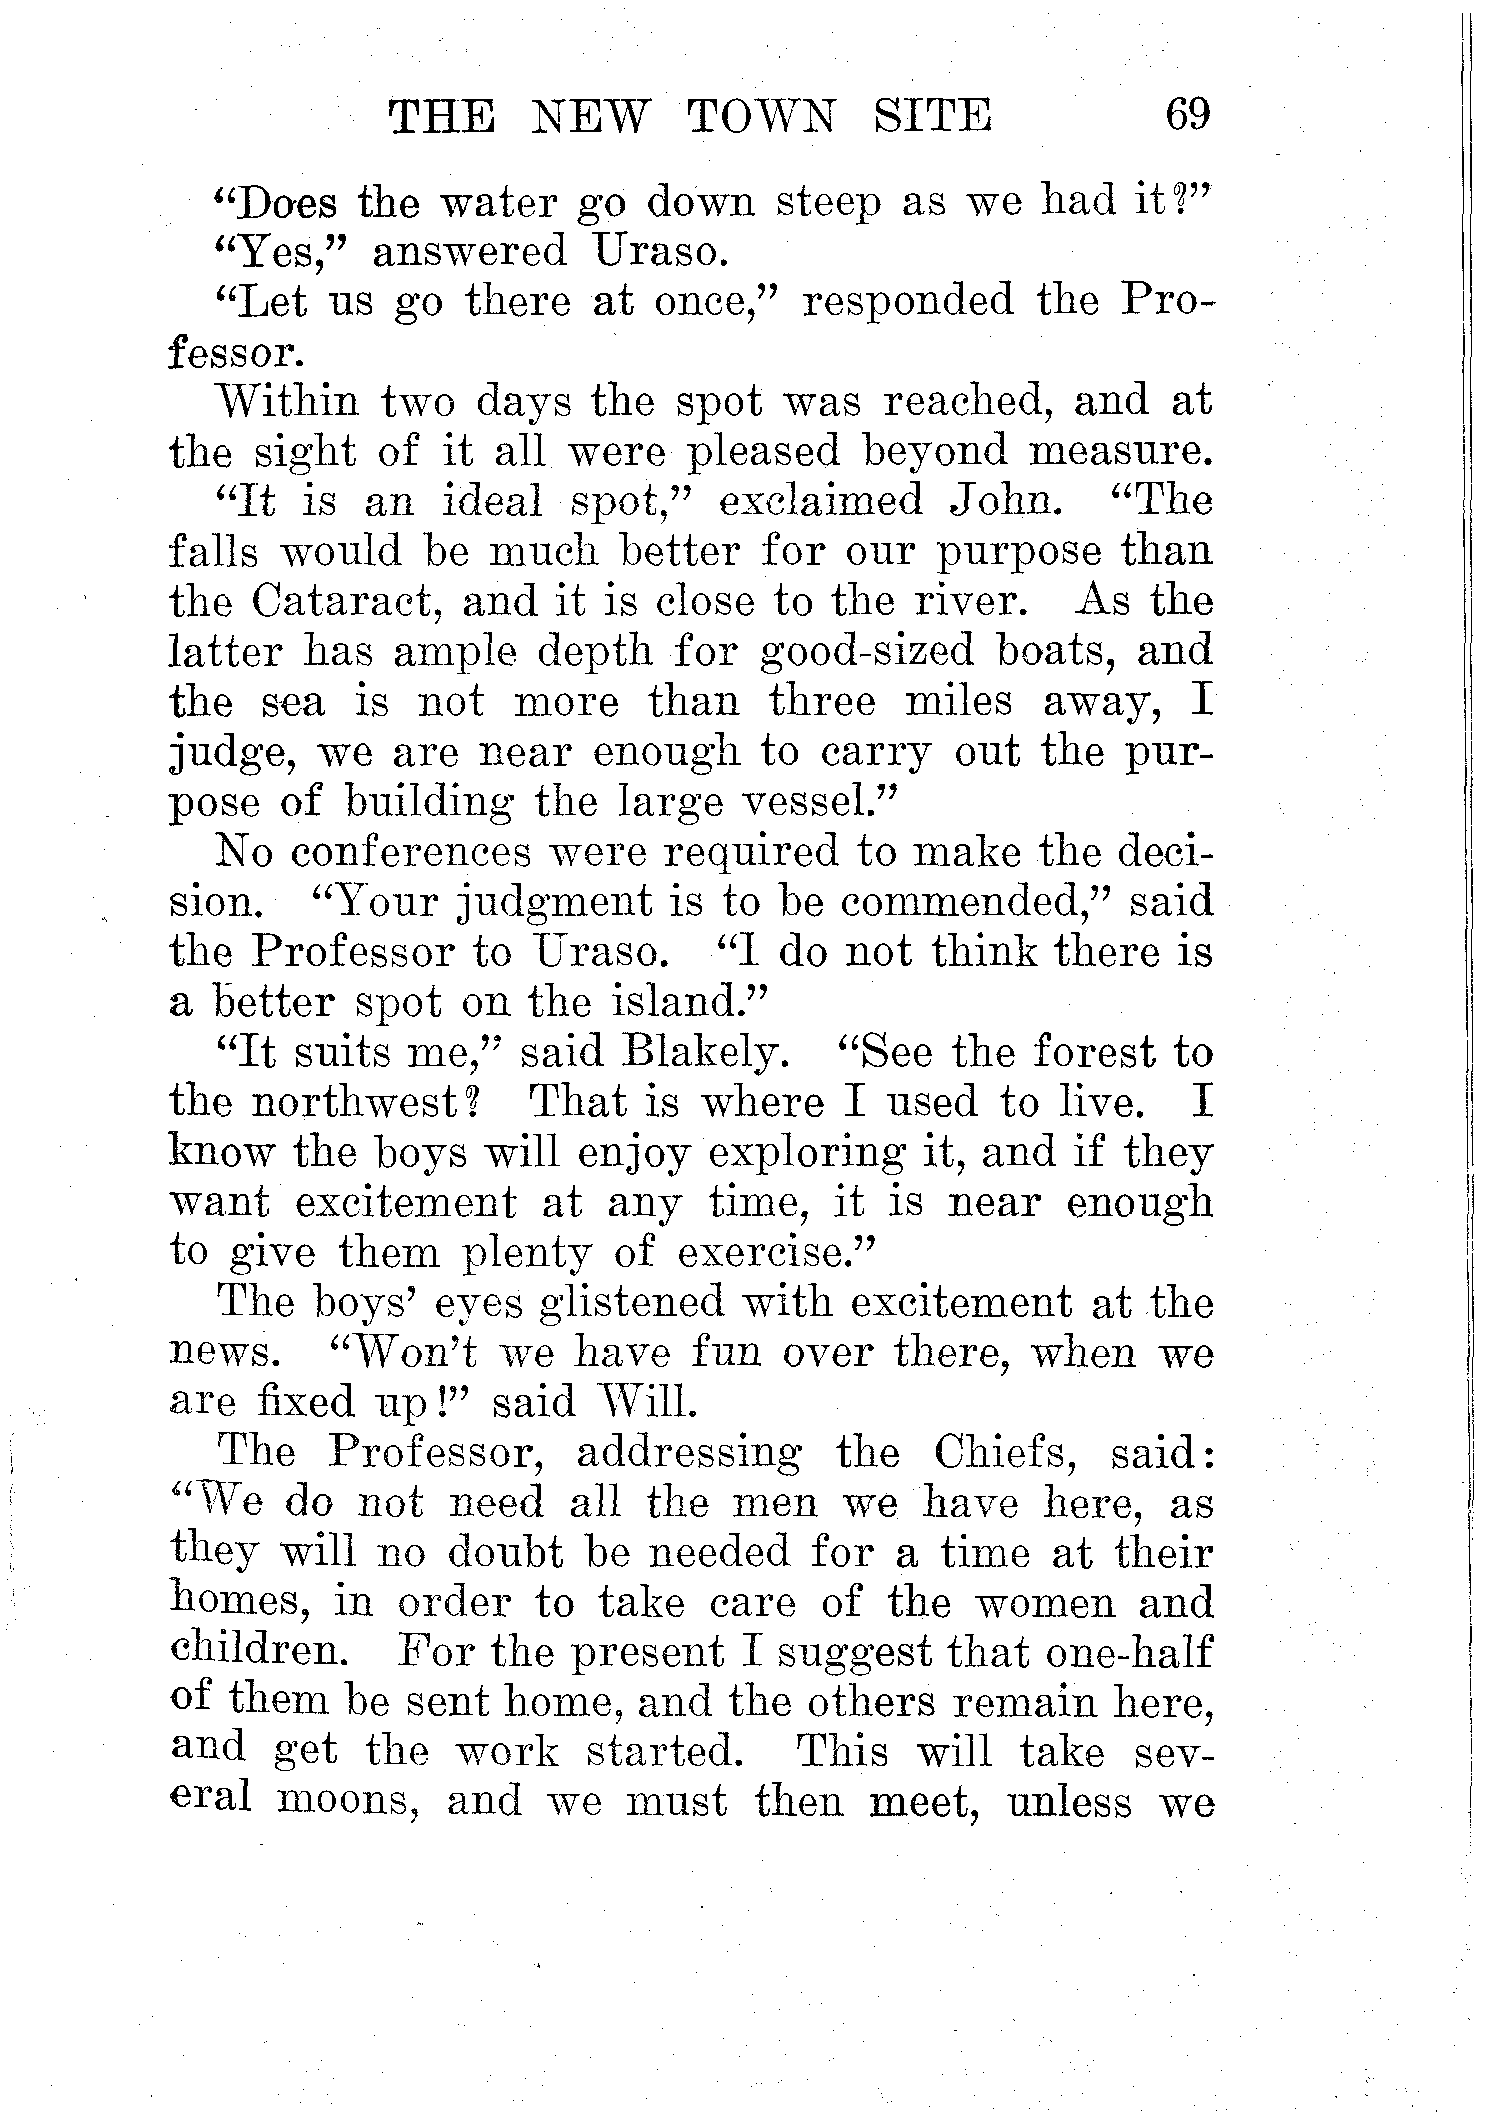 THE NEW TOWN SITE 69
“Does the water go down steep as we had it?”
“Yes,” answered Uraso.
“Let us go there at once,” responded the Pro-
fessor.
Within two days the spot was reached, and at
the sight of it all were pleased beyond measure.
“It is an ideal spot,” exclaimed John. “The
falls would be much better for our purpose than
the Cataract, and it is close to the river. As the
latter has ample depth for good-sized boats, and
the sea is not more than three miles away, I
judge, we are near enough to carry out the pur-
pose of building the large vessel.”
No conferences were required to make the deci-
sion. “Your judgment is to be commended,” said
the Professor to Uraso. “I do not think there is
a better spot on the island.”
“It suits me,” said Blakely. “See the forest to
the northwest? That is where I used to live. I
know the boys will enjoy exploring it, and if they
want excitement at any time, it is near enough
to give them plenty of exercise.”
The boys’ eyes glistened with excitement at the
news. “Won’t we have fun over there, when we
are fixed up!” said Will.
The Professor, addressing the Chiefs, said:
“We do not need all the men we have here, as
they will no doubt be needed for a time at their
homes, in order to take care of the women and
children. For the present I suggest that one-half
of them be sent home, and the others remain here,
and get the work started. This will take sev-
eral moons, and we must then meet, unless we